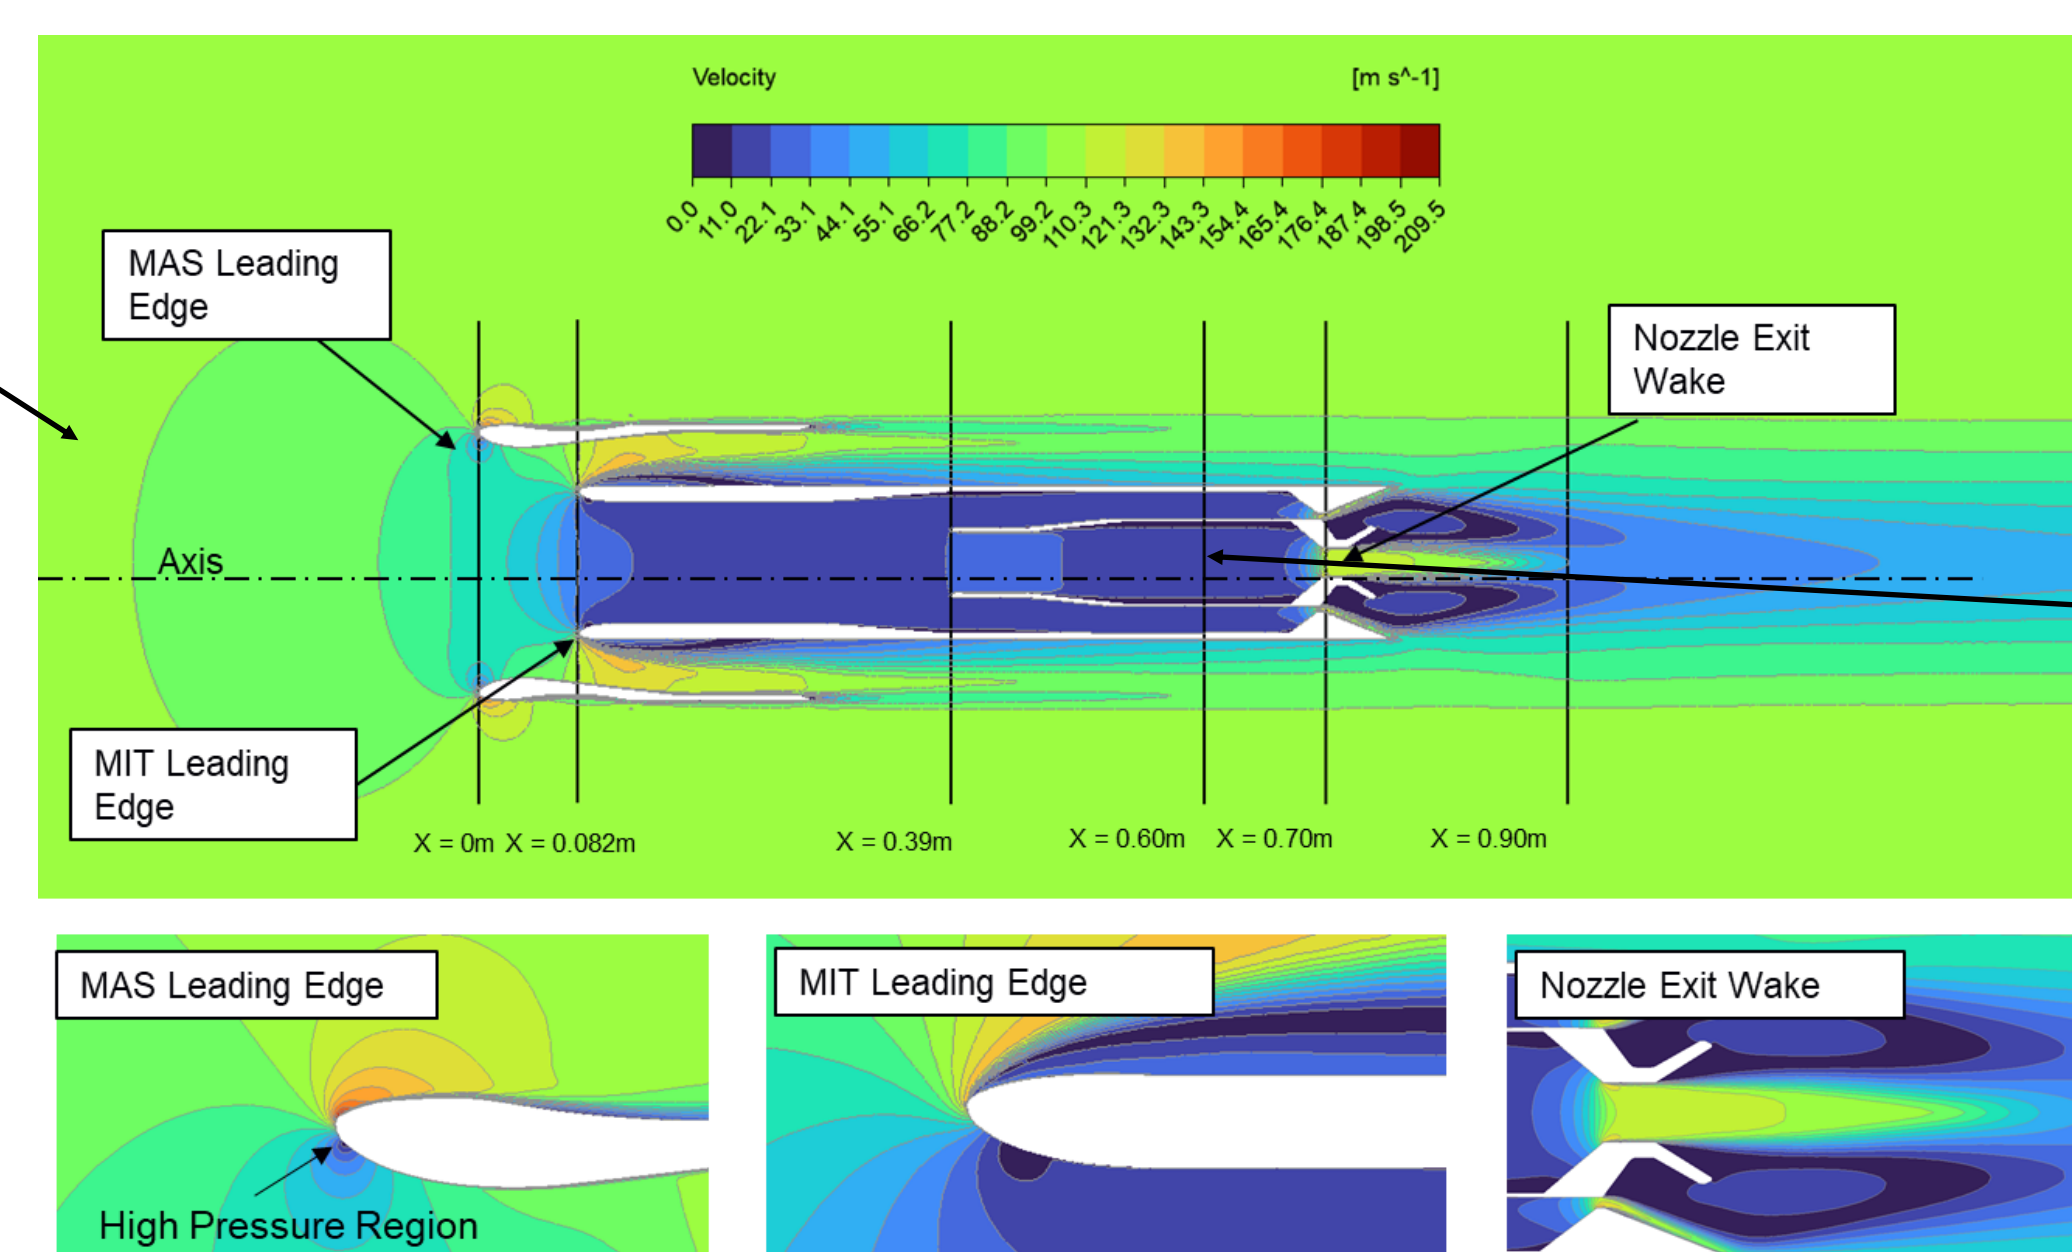 Velocity [m s^-1]
0.0 11.0 22.1 33.1 44.1 55.1 66.2 77.2 88.2 99.2 110.3 121.3 132.3 143.3 154.4 165.4 176.4 187.4 198.5 209.5
MAS Leading
Edge
Nozzle Exit
Wake
Axis
MIT Leading
Edge
X = 0m X = 0.082m X = 0.39m X = 0.60m X = 0.70m X = 0.90m
MAS Leading Edge
High Pressure Region
MIT Leading Edge
Nozzle Exit Wake